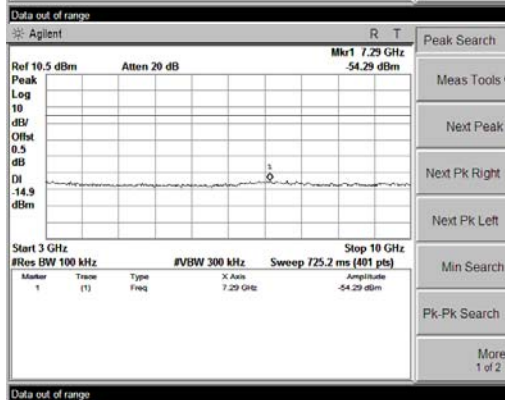 Data out of range
Agilent
R T
Mkr1 7.29 GHz
Ref 10.5 dBm Atten 20 dB -54.29 dBm
Peak
Log
10
dB/
Offst
0.5
dB
DI
-14.9
dBm
1
Start 3 GHz Stop 10 GHz
#Res BW 100 kHz #VBW 300 kHz Sweep 725.2 ms (401 pts)
Marker Trace Type X Axis Amplitude
1 (1) Freq 7.29 GHz -54.29 dBm
Peak Search
Meas Tools
Next Peak
Next Pk Right
Next Pk Left
Min Search
Pk-Pk Search
More
1 of 2
Data out of range